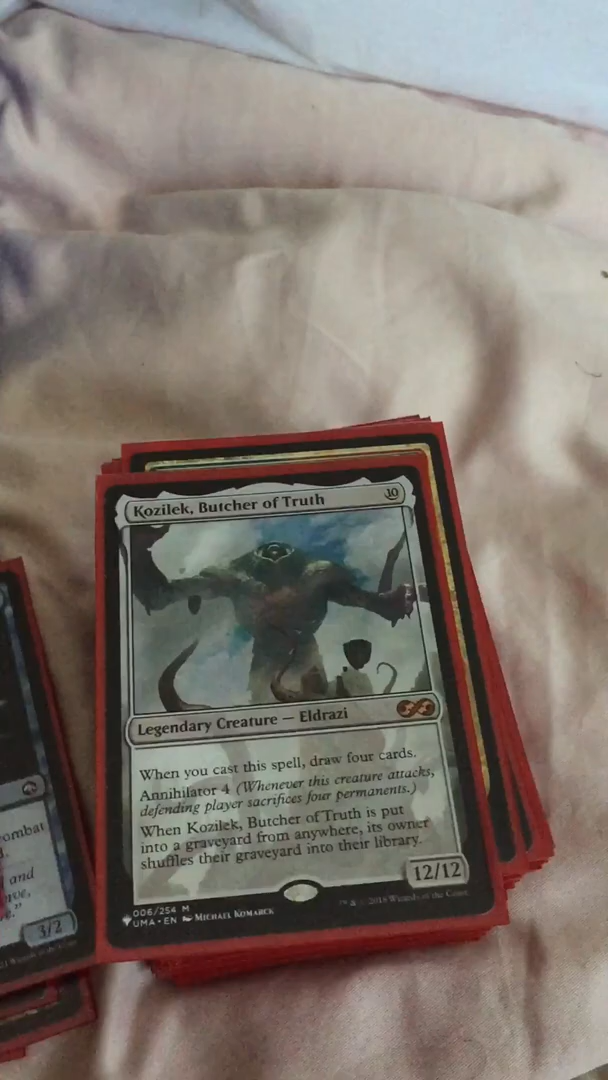 Kozilek, Butcher of Truth
10
Legendary Creature — Eldrazi
When you cast this spell, draw four cards.
Annihilator 4 (Whenever this creature attacks,
defending player sacrifices four permanents.)
When Kozilek, Butcher of Truth is put
into a graveyard from anywhere, its owner
shuffles their graveyard into their library.
12/12
006/254 M
UMA • EN MICHAEL KOMARCK
™ & © 2018 Wizards of the Coast
combat
and
3/2